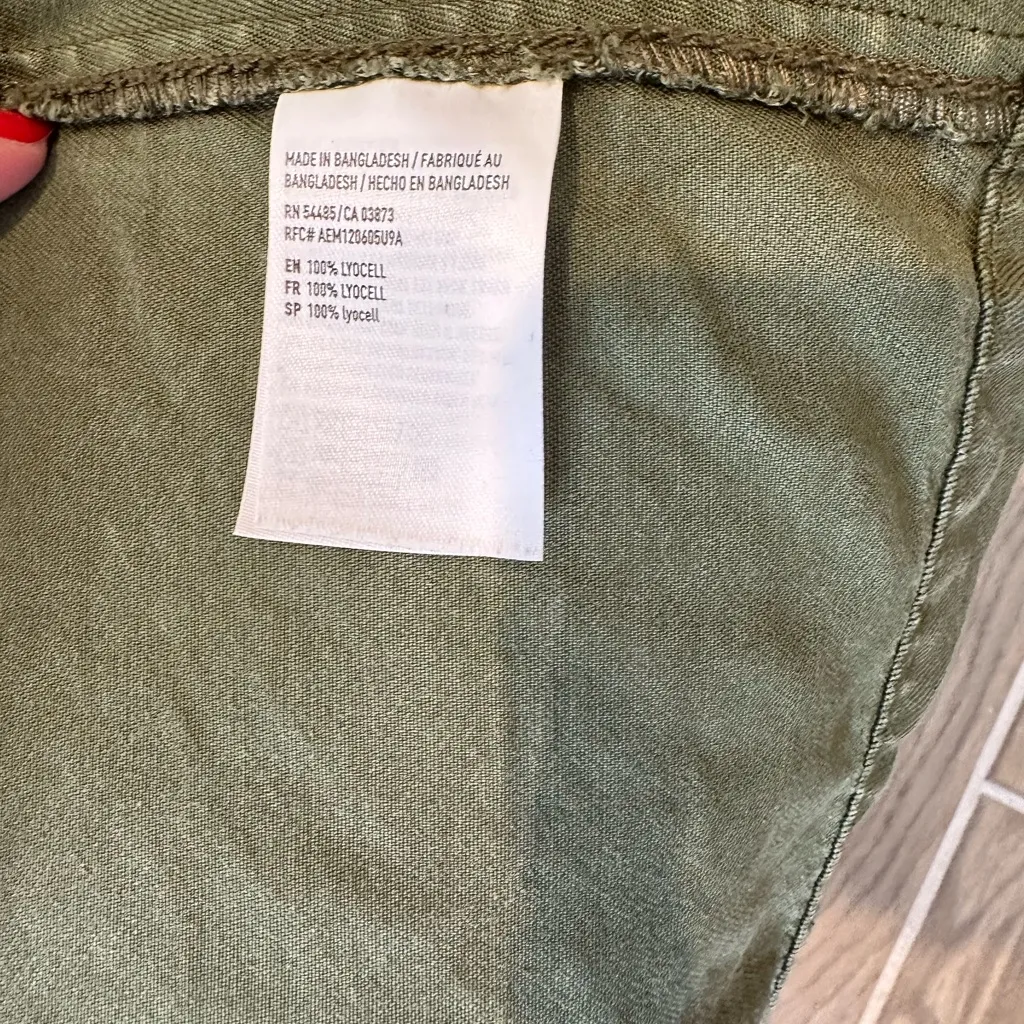 MADE IN BANGLADESH / FABRIQUÉ AU
BANGLADESH / HECHO EN BANGLADESH
RN 54485/CA 03873
RFC# AEM120605U9A
EN 100% LYOCELL
FR 100% LYOCELL
SP 100% lyocell